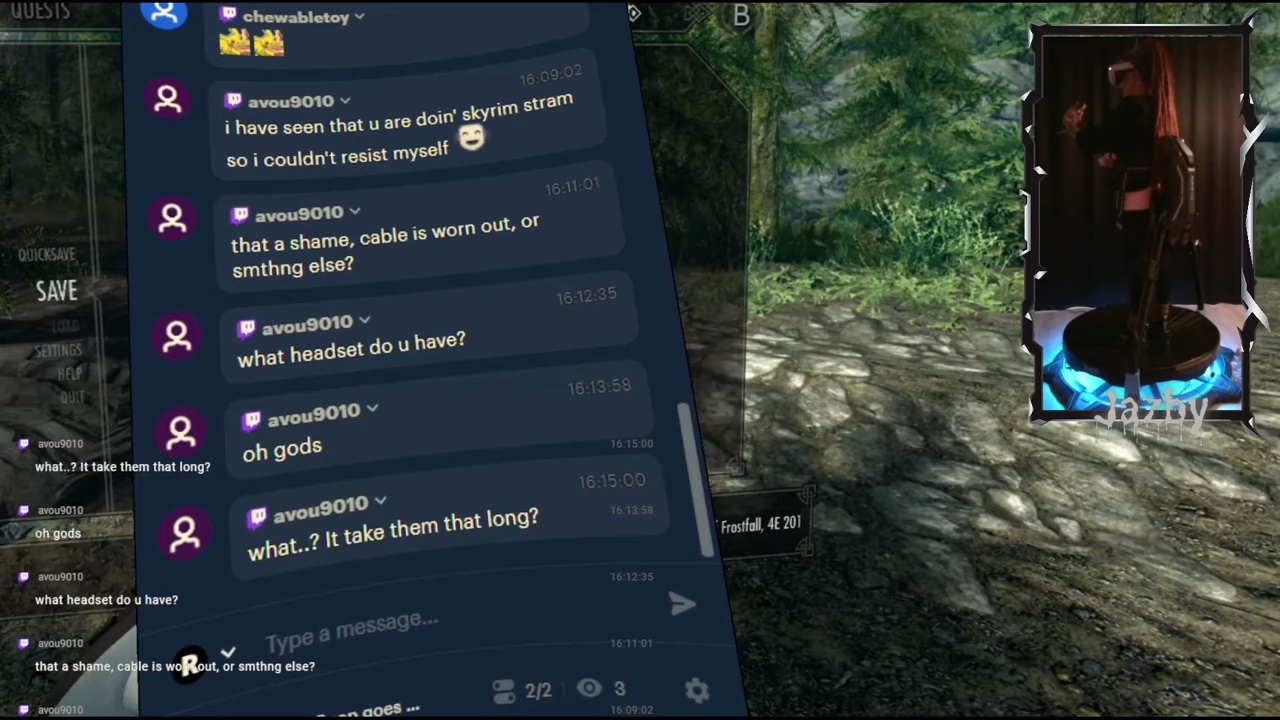 QUESTS
B
chewabletoy
16:09:02
avou9010
i have seen that u are doin' skyrim stram
so i couldn't resist myself
16:11:01
avou9010
that a shame, cable is worn out, or
smthng else?
16:12:35
avou9010
what headset do u have?
16:13:58
avou9010
oh gods
16:15:00
16:15:00
avou9010
what..? It take them that long?
16:13:58
16:12:35
Type a message...
16:11:01
R
2/2
3
goes ...
16:09:02
QUICKSAVE
SAVE
LOAD
SETTINGS
HELP
QUIT
avou9010
what..? It take them that long?
avou9010
oh gods
avou9010
what headset do u have?
avou9010
that a shame, cable is worn out, or smthng else?
avou9010
Frostfall, 4E 201
Jazhy